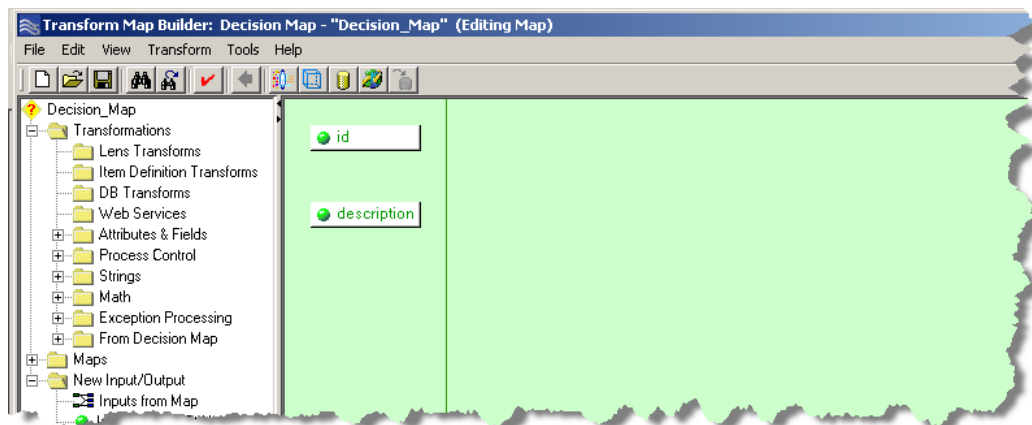 Transform Map Builder: Decision Map - "Decision_Map" (Editing Map)
File Edit View Transform Tools Help
Decision_Map
Transformations
Lens Transforms
Item Definition Transforms
DB Transforms
Web Services
Attributes & Fields
Process Control
Strings
Math
Exception Processing
From Decision Map
Maps
New Input/Output
Inputs from Map
id
description